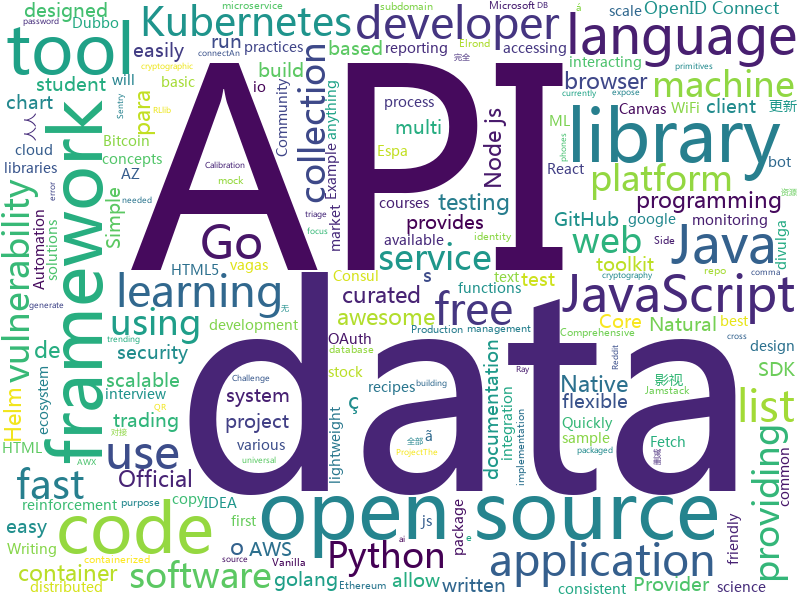 designed
Dubbo
Kubernetes
microservice
developer
subdomain
Microsoft DB
á
OpenID Connect
tool
easily
run
practices
reporting
Elrond
scale
accessing
language
student
will
based
connectAn
cryptographic
process
完全
interacting
primitives
chart
para
basic
build
Community
anything
browser
machine
人人
framework
io
Sentry
RLlib
collection
multi
Node js
library
currently
expose
ML
Canvas
WiFi
client
更新
cloud
Bitcoin
concepts
Example
Espa
React
phones
bot
libraries
AZ
Calibration
mock
API
platform
资源
vulnerability
Automation
solutions
error
Simple
needed
triage
focus
market
courses
available
testing
provides
identity
programming
GitHub
google
monitoring
Side
Go
service
s
web
Java
divulga
HTML5
vagas
Consul
text
test
toolkit
learning
curated
functions
free
JavaScript
repo
comma
using
development
awesome
Production
management
Comprehensive
Core
Natural
best
cross
trending
generate
无
de
security
OAuth
database
documentation
Challenge
stock
Ray
building
Reddit
design
SDK
scalable
interview
system
recipes
Native
影视
Jamstack
Helm
ecosystem
trading
project
ç
lightweight
flexible
list
HTML
QR
various
data
integration
implementation
Quickly
sample
Fetch
use
对接
全部
ã
packaged
删减
common
AWX
fast
Official
ProjectThe
universal
providing
reinforcement
purpose
copy
IDEA
open source
easy
first
js
package
e
friendly
Writing
code
o
AWS
Python
application
containerized
source
Vanilla
ai
container
golang
allow
written
consistent
Provider
science
distributed
password
software
Ethereum
cryptography